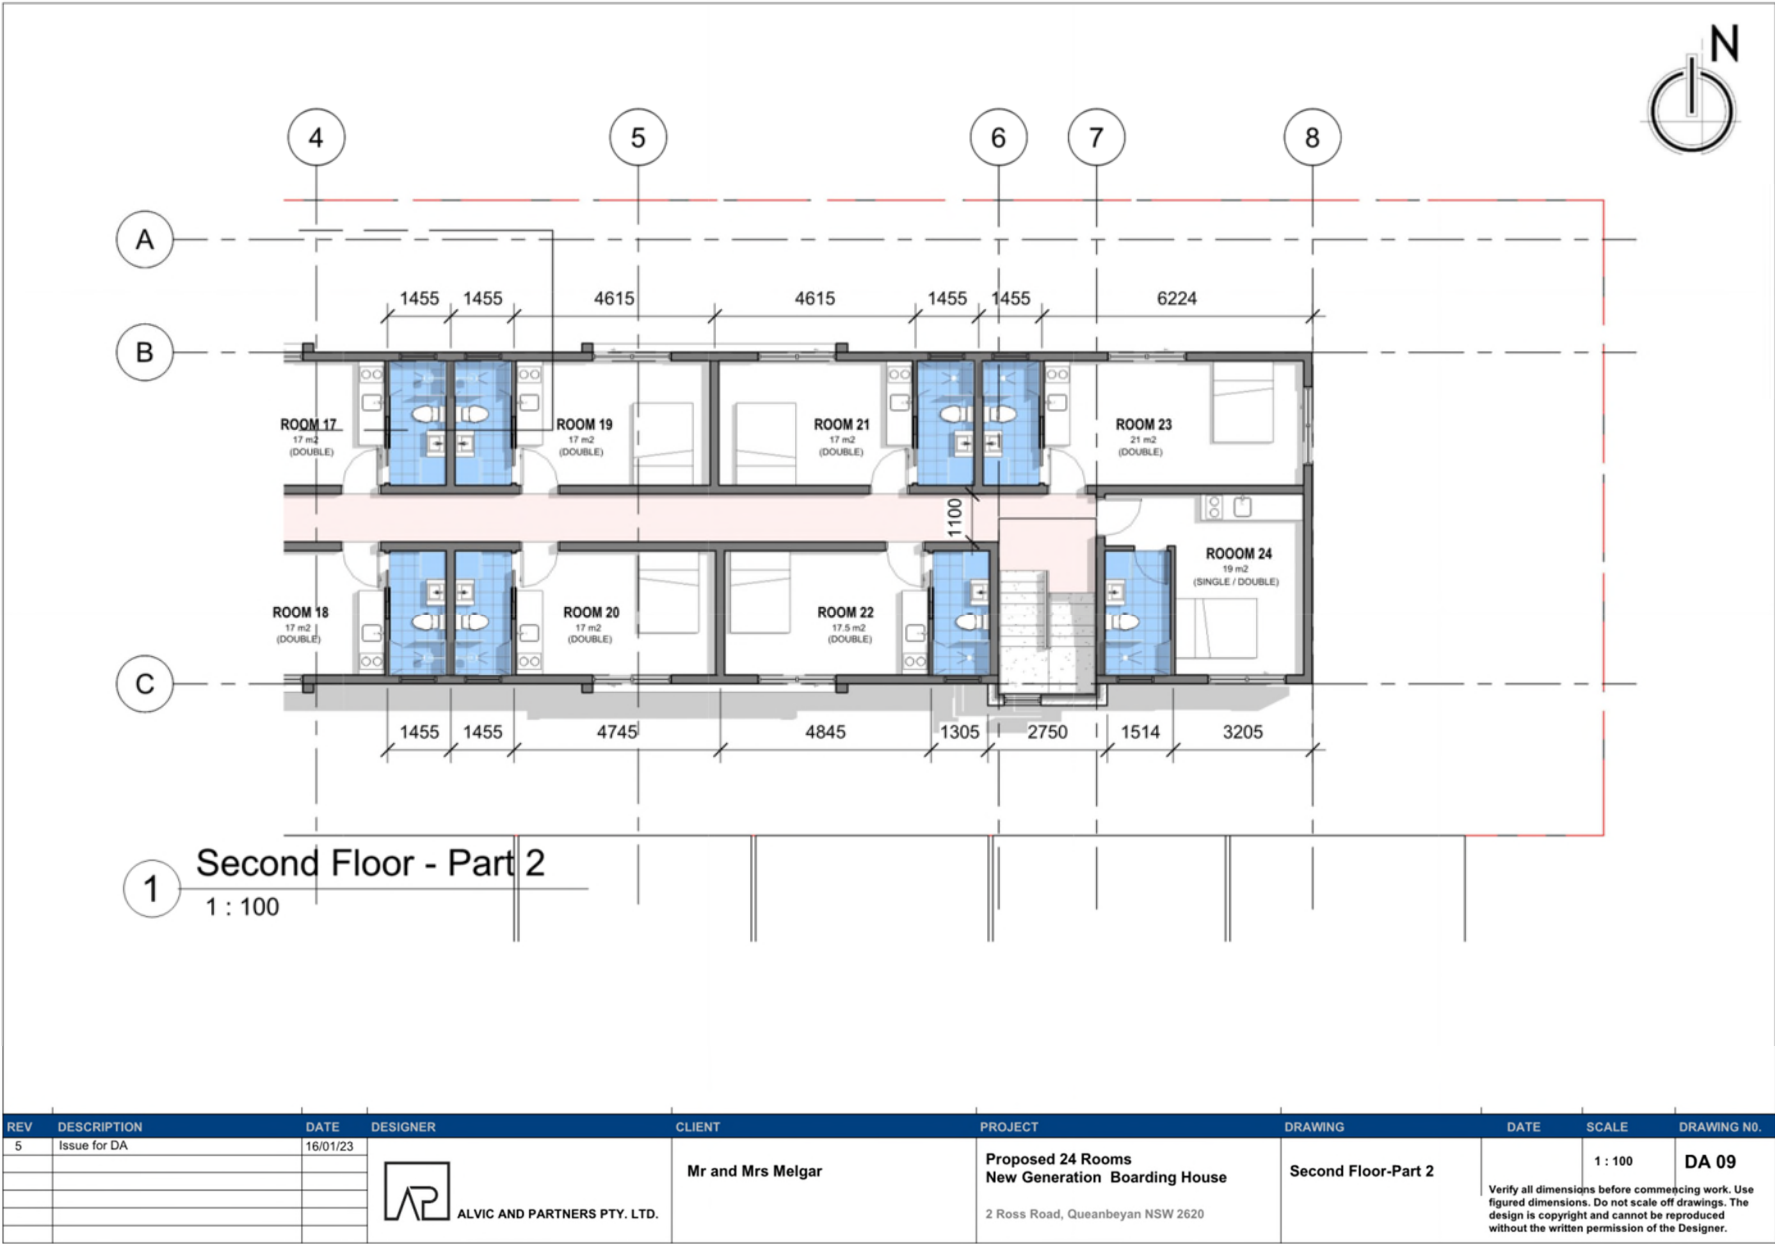 N
4 5 6 7 8
A
1455 1455 4615 4615 1455 1455 6224
B
ROOM 17
17 m2
(DOUBLE)
ROOM 19
17 m2
(DOUBLE)
ROOM 21
17 m2
(DOUBLE)
ROOM 23
21 m2
(DOUBLE)
1100
ROOM 18
17 m2
(DOUBLE)
ROOM 20
17 m2
(DOUBLE)
ROOM 22
17.5 m2
(DOUBLE)
ROOOM 24
19 m2
(SINGLE / DOUBLE)
C
1455 1455 4745 4845 1305 2750 1514 3205
1 Second Floor - Part 2
1 : 100
REV DESCRIPTION DATE DESIGNER CLIENT PROJECT DRAWING DATE SCALE DRAWING N0.
5 Issue for DA 16/01/23
AP
ALVIC AND PARTNERS PTY. LTD.
Mr and Mrs Melgar
Proposed 24 Rooms
New Generation Boarding House
2 Ross Road, Queanbeyan NSW 2620
Second Floor-Part 2
1 : 100
DA 09
Verify all dimensions before commencing work. Use
figured dimensions. Do not scale off drawings. The
design is copyright and cannot be reproduced
without the written permission of the Designer.